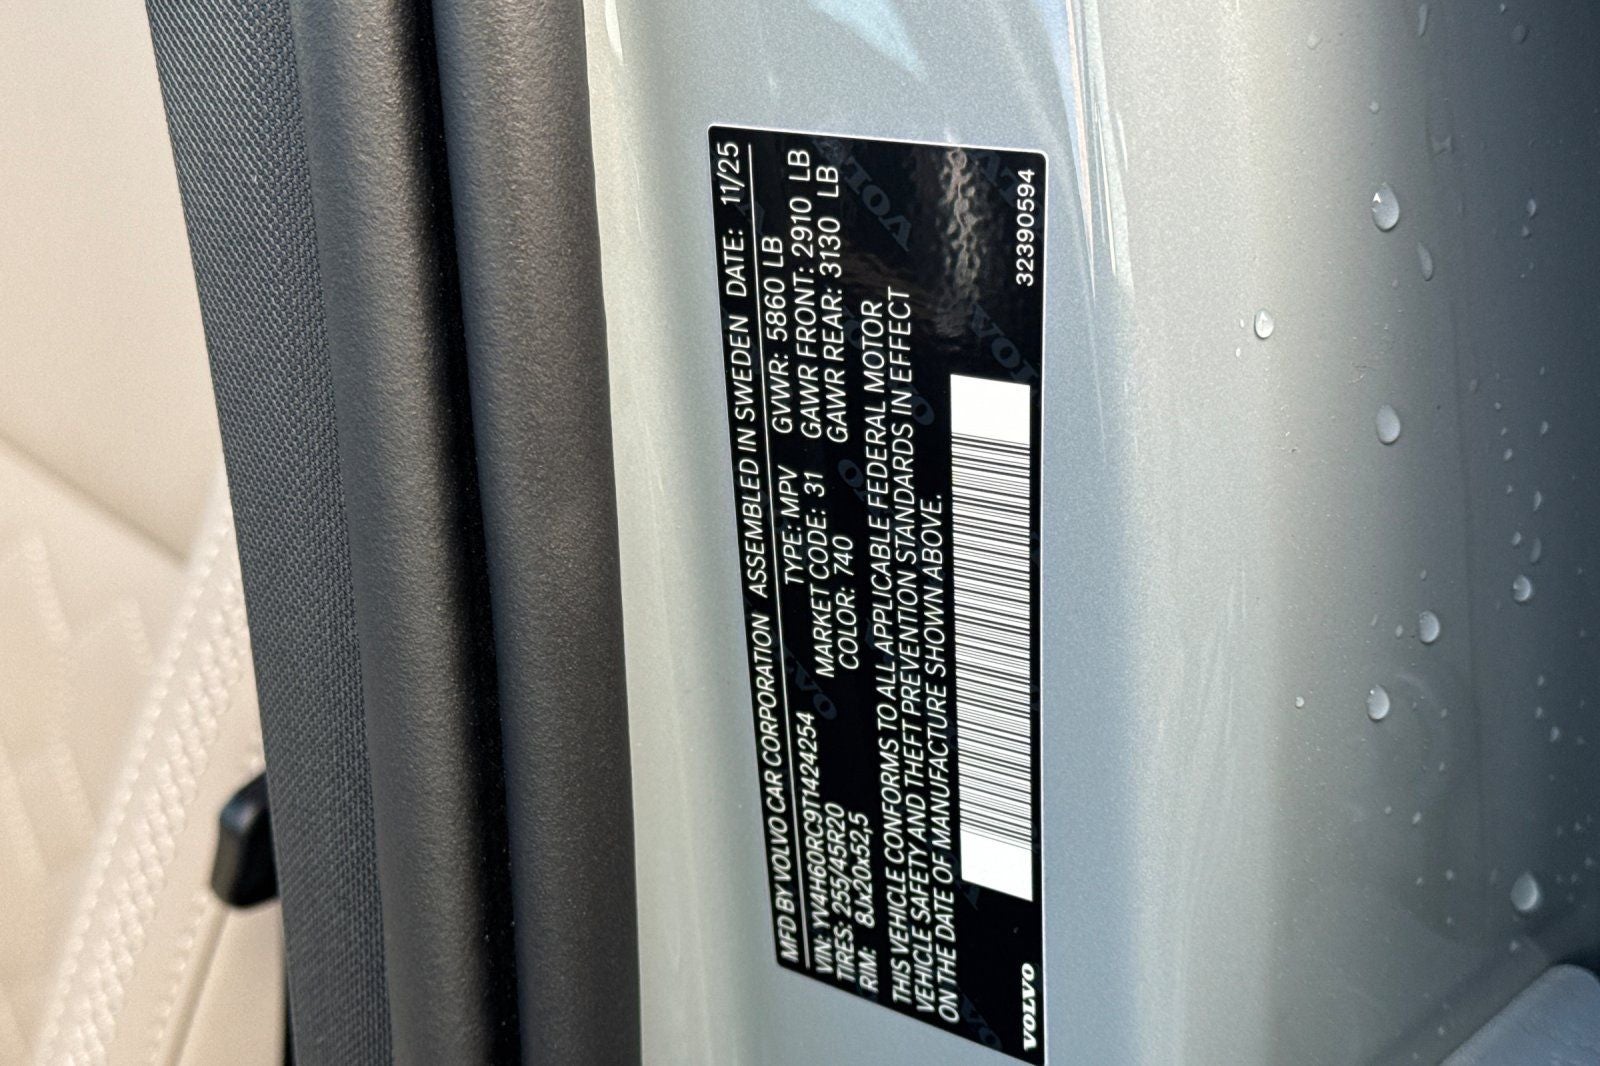 MFD BY VOLVO CAR CORPORATION ASSEMBLED IN SWEDEN DATE: 11/25
VIN: YV4H60RC9T1424254 TYPE: MPV GVWR: 5860 LB
TIRES: 255/45R20 MARKET CODE: 31 GAWR FRONT: 2910 LB
RIM: 8Jx20x52,5 COLOR: 740 GAWR REAR: 3130 LB
THIS VEHICLE CONFORMS TO ALL APPLICABLE FEDERAL MOTOR
VEHICLE SAFETY AND THEFT PREVENTION STANDARDS IN EFFECT
ON THE DATE OF MANUFACTURE SHOWN ABOVE.
VOLVO 32390594